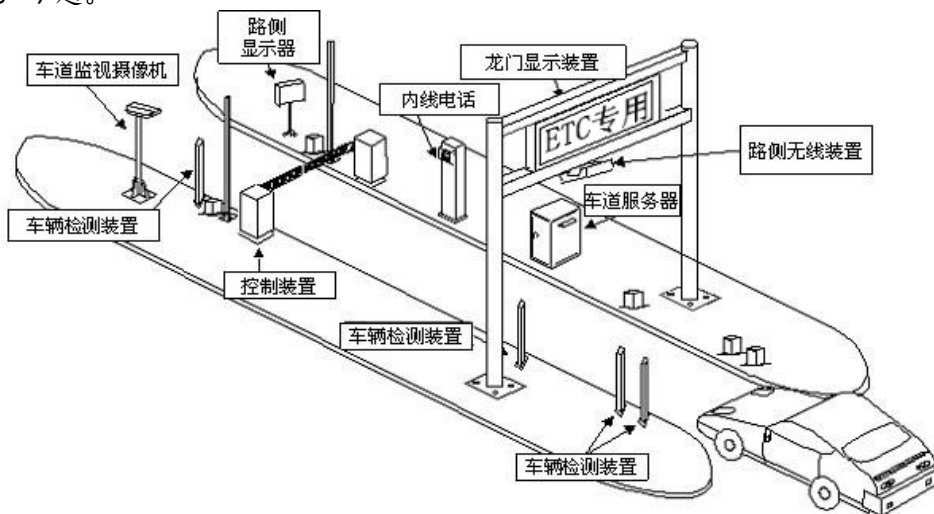 路侧
显示器
车道监视摄像机
龙门显示装置
内线电话
ETC专用
路侧无线装置
车道服务器
车辆检测装置
控制装置
车辆检测装置
车辆检测装置